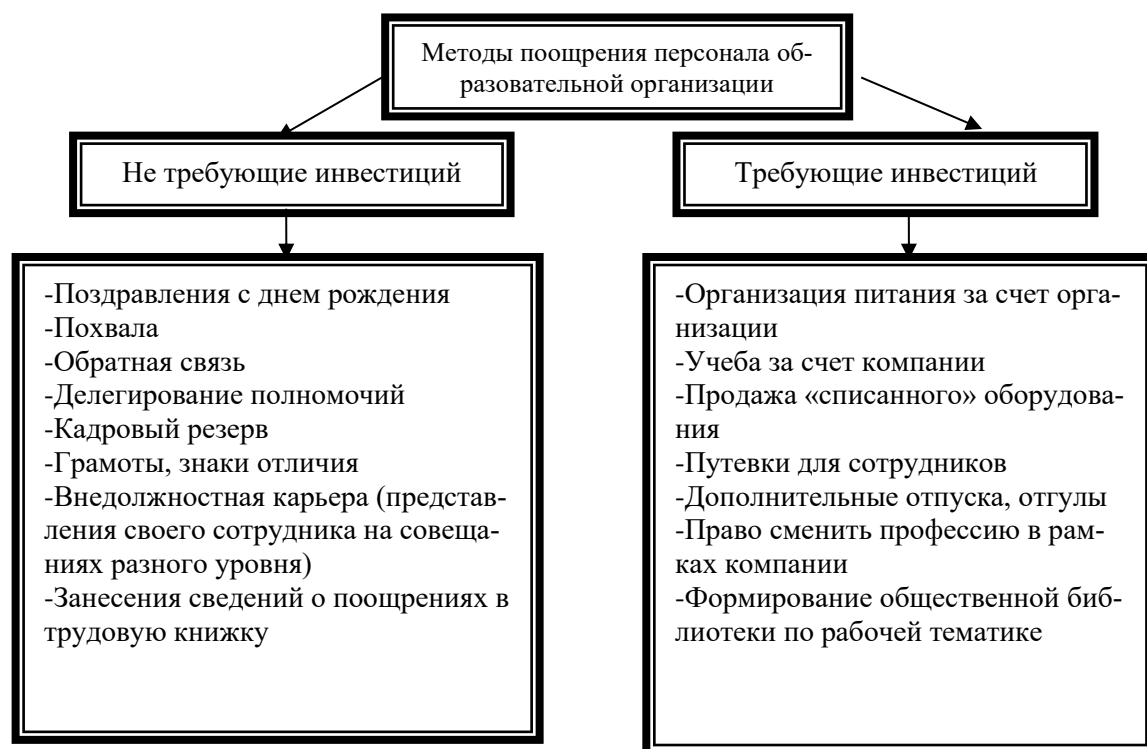 Методы поощрения персонала об-
разовательной организации
Не требующие инвестиций
Требующие инвестиций
-Поздравления с днем рождения
-Похвала
-Обратная связь
-Делегирование полномочий
-Кадровый резерв
-Грамоты, знаки отличия
-Внедолжностная карьера (представ-
ления своего сотрудника на совеща-
ниях разного уровня)
-Занесения сведений о поощрениях в
трудовую книжку
-Организация питания за счет орга-
низации
-Учеба за счет компании
-Продажа «списанного» оборудова-
ния
-Путевки для сотрудников
-Дополнительные отпуска, отгулы
-Право сменить профессию в рам-
ках компании
-Формирование общественной биб-
лиотеки по рабочей тематике